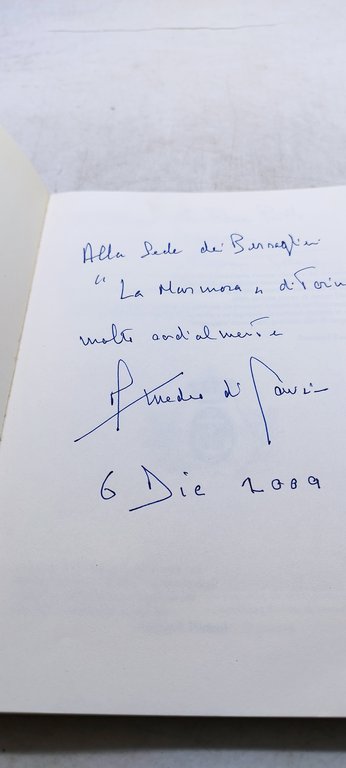 Alla Sede dei Bersaglieri
"La Marmora" di Torin
molto cordialmente
Amedeo di Savoia
6 Dic 2009